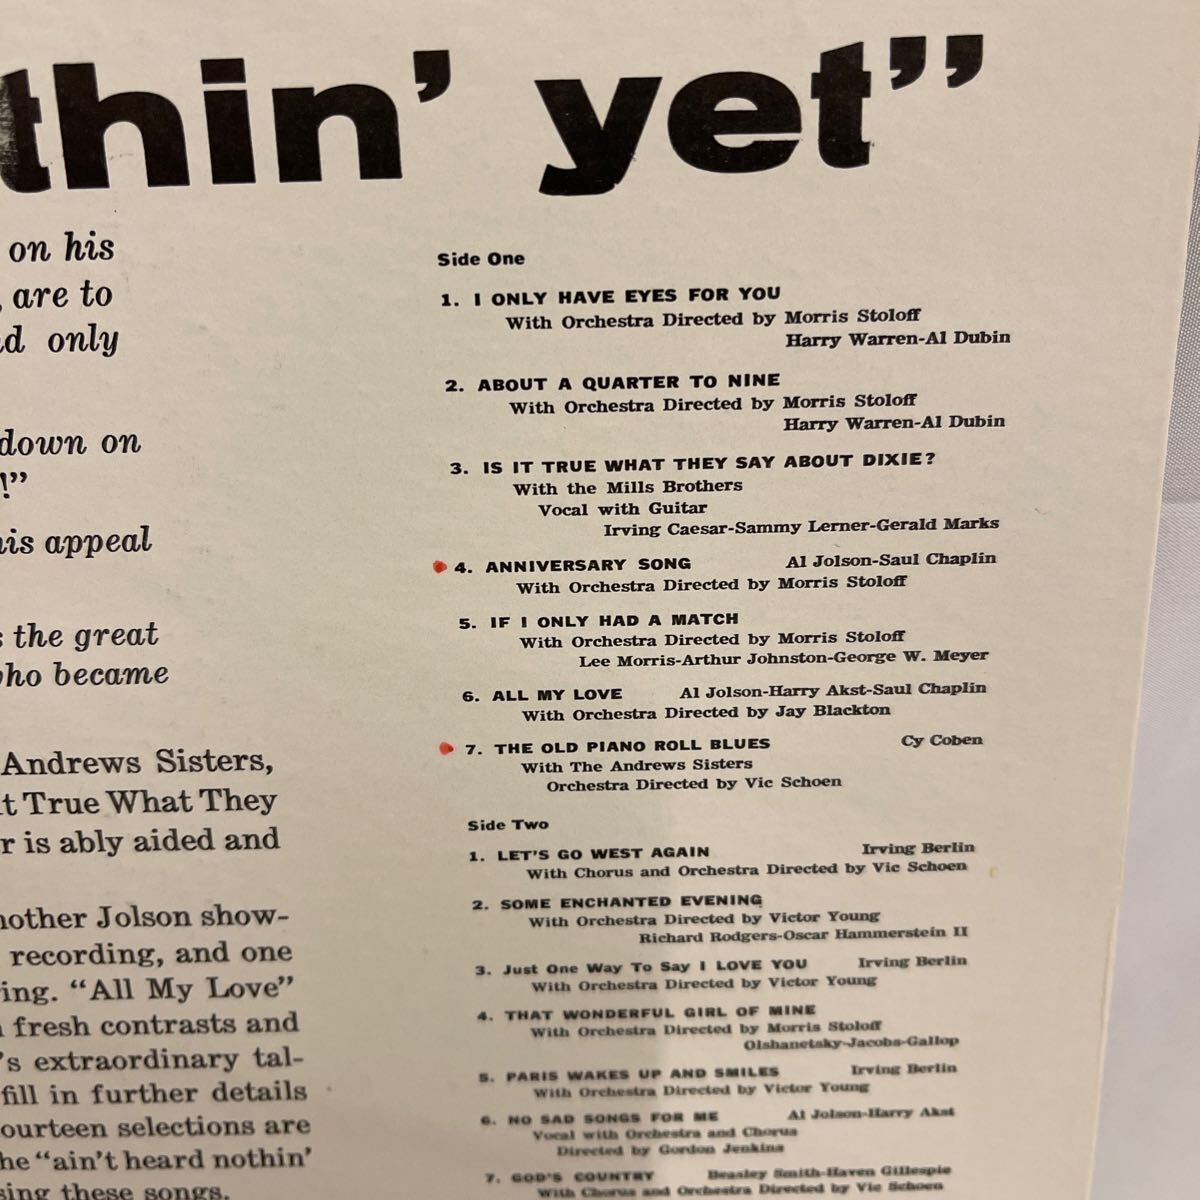 thin' yet"
on his
, are to
nd only
down on
!"
his appeal
s the great
who became
Andrews Sisters,
It True What They
r is ably aided and
nother Jolson show-
recording, and one
ing. "All My Love"
fresh contrasts and
's extraordinary tal-
fill in further details
ourteen selections are
he "ain't heard nothin'
sing these songs.
Side One
1. I ONLY HAVE EYES FOR YOU
With Orchestra Directed by Morris Stoloff
Harry Warren-Al Dubin
2. ABOUT A QUARTER TO NINE
With Orchestra Directed by Morris Stoloff
Harry Warren-Al Dubin
3. IS IT TRUE WHAT THEY SAY ABOUT DIXIE?
With the Mills Brothers
Vocal with Guitar
Irving Caesar-Sammy Lerner-Gerald Marks
4. ANNIVERSARY SONG Al Jolson-Saul Chaplin
With Orchestra Directed by Morris Stoloff
5. IF I ONLY HAD A MATCH
With Orchestra Directed by Morris Stoloff
Lee Morris-Arthur Johnston-George W. Meyer
6. ALL MY LOVE Al Jolson-Harry Akst-Saul Chaplin
With Orchestra Directed by Jay Blackton
7. THE OLD PIANO ROLL BLUES Cy Coben
With The Andrews Sisters
Orchestra Directed by Vic Schoen
Side Two
1. LET'S GO WEST AGAIN Irving Berlin
With Chorus and Orchestra Directed by Vic Schoen
2. SOME ENCHANTED EVENING
With Orchestra Directed by Victor Young
Richard Rodgers-Oscar Hammerstein II
3. Just One Way To Say I LOVE YOU Irving Berlin
With Orchestra Directed by Victor Young
4. THAT WONDERFUL GIRL OF MINE
With Orchestra Directed by Morris Stoloff
Olshanetsky-Jacobs-Gallop
5. PARIS WAKES UP AND SMILES Irving Berlin
With Orchestra Directed by Victor Young
6. NO SAD SONGS FOR ME Al Jolson-Harry Akst
Vocal with Orchestra and Chorus
Directed by Gordon Jenkins
7. GOD'S COUNTRY Beasley Smith-Haven Gillespie
With Chorus and Orchestra Directed by Vic Schoen